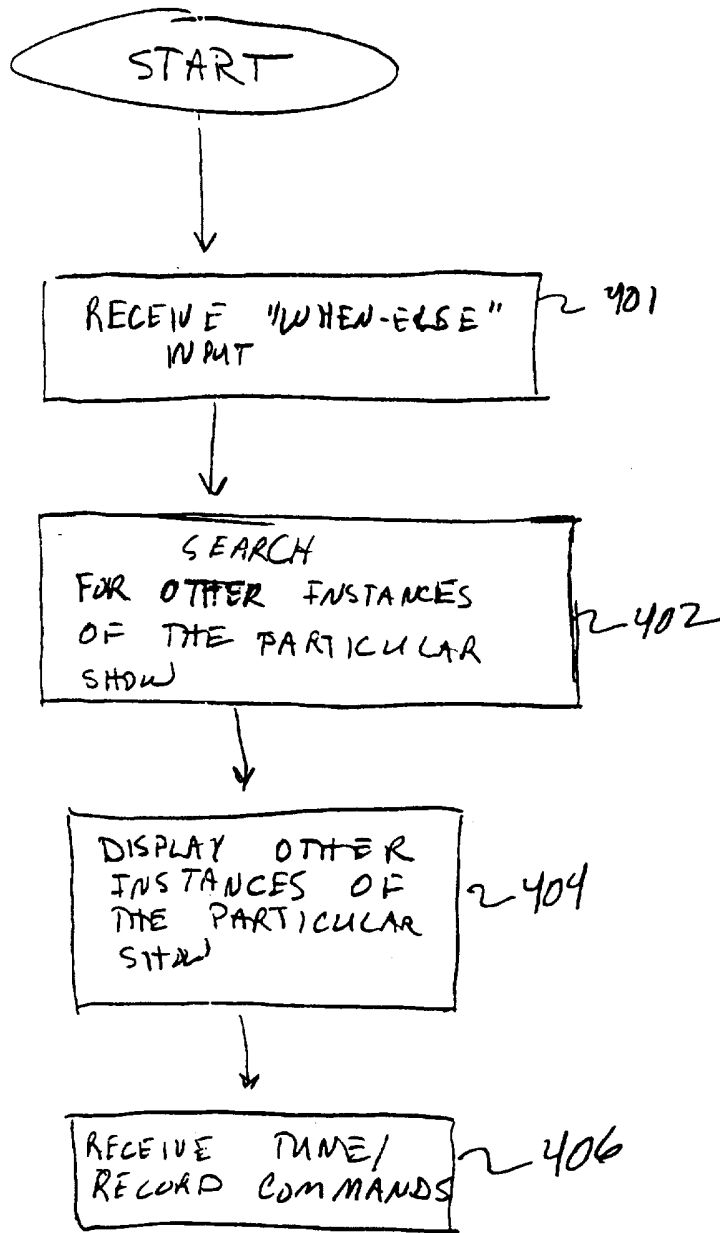 START
RECEIVE "WHEN-ELSE"
INPUT
401
SEARCH
FOR OTHER INSTANCES
OF THE PARTICULAR
SHOW
402
DISPLAY OTHER
INSTANCES OF
THE PARTICULAR
SHOW
404
RECEIVE TUNE/
RECORD COMMANDS
406